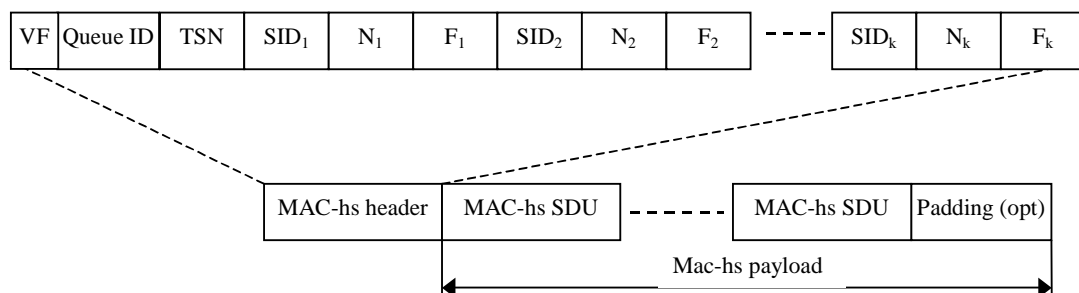 VF Queue ID TSN SID₁ N₁ F₁ SID₂ N₂ F₂ SIDₖ Nₖ Fₖ
MAC-hs header MAC-hs SDU MAC-hs SDU Padding (opt)
Mac-hs payload